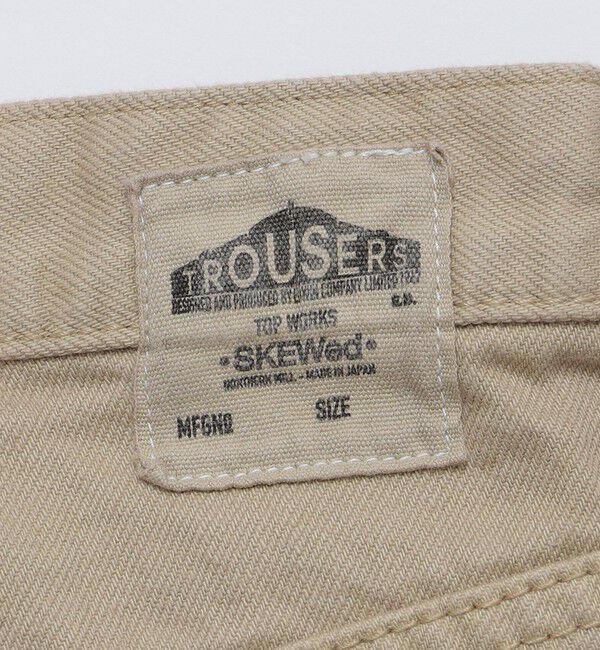 TROUSERS
DESIGNED AND PRODUCED BY COMPANY LIMITED
TOP WORKS
•SKEWed•
NORTHERN MILL - MADE IN JAPAN
MFGNO SIZE